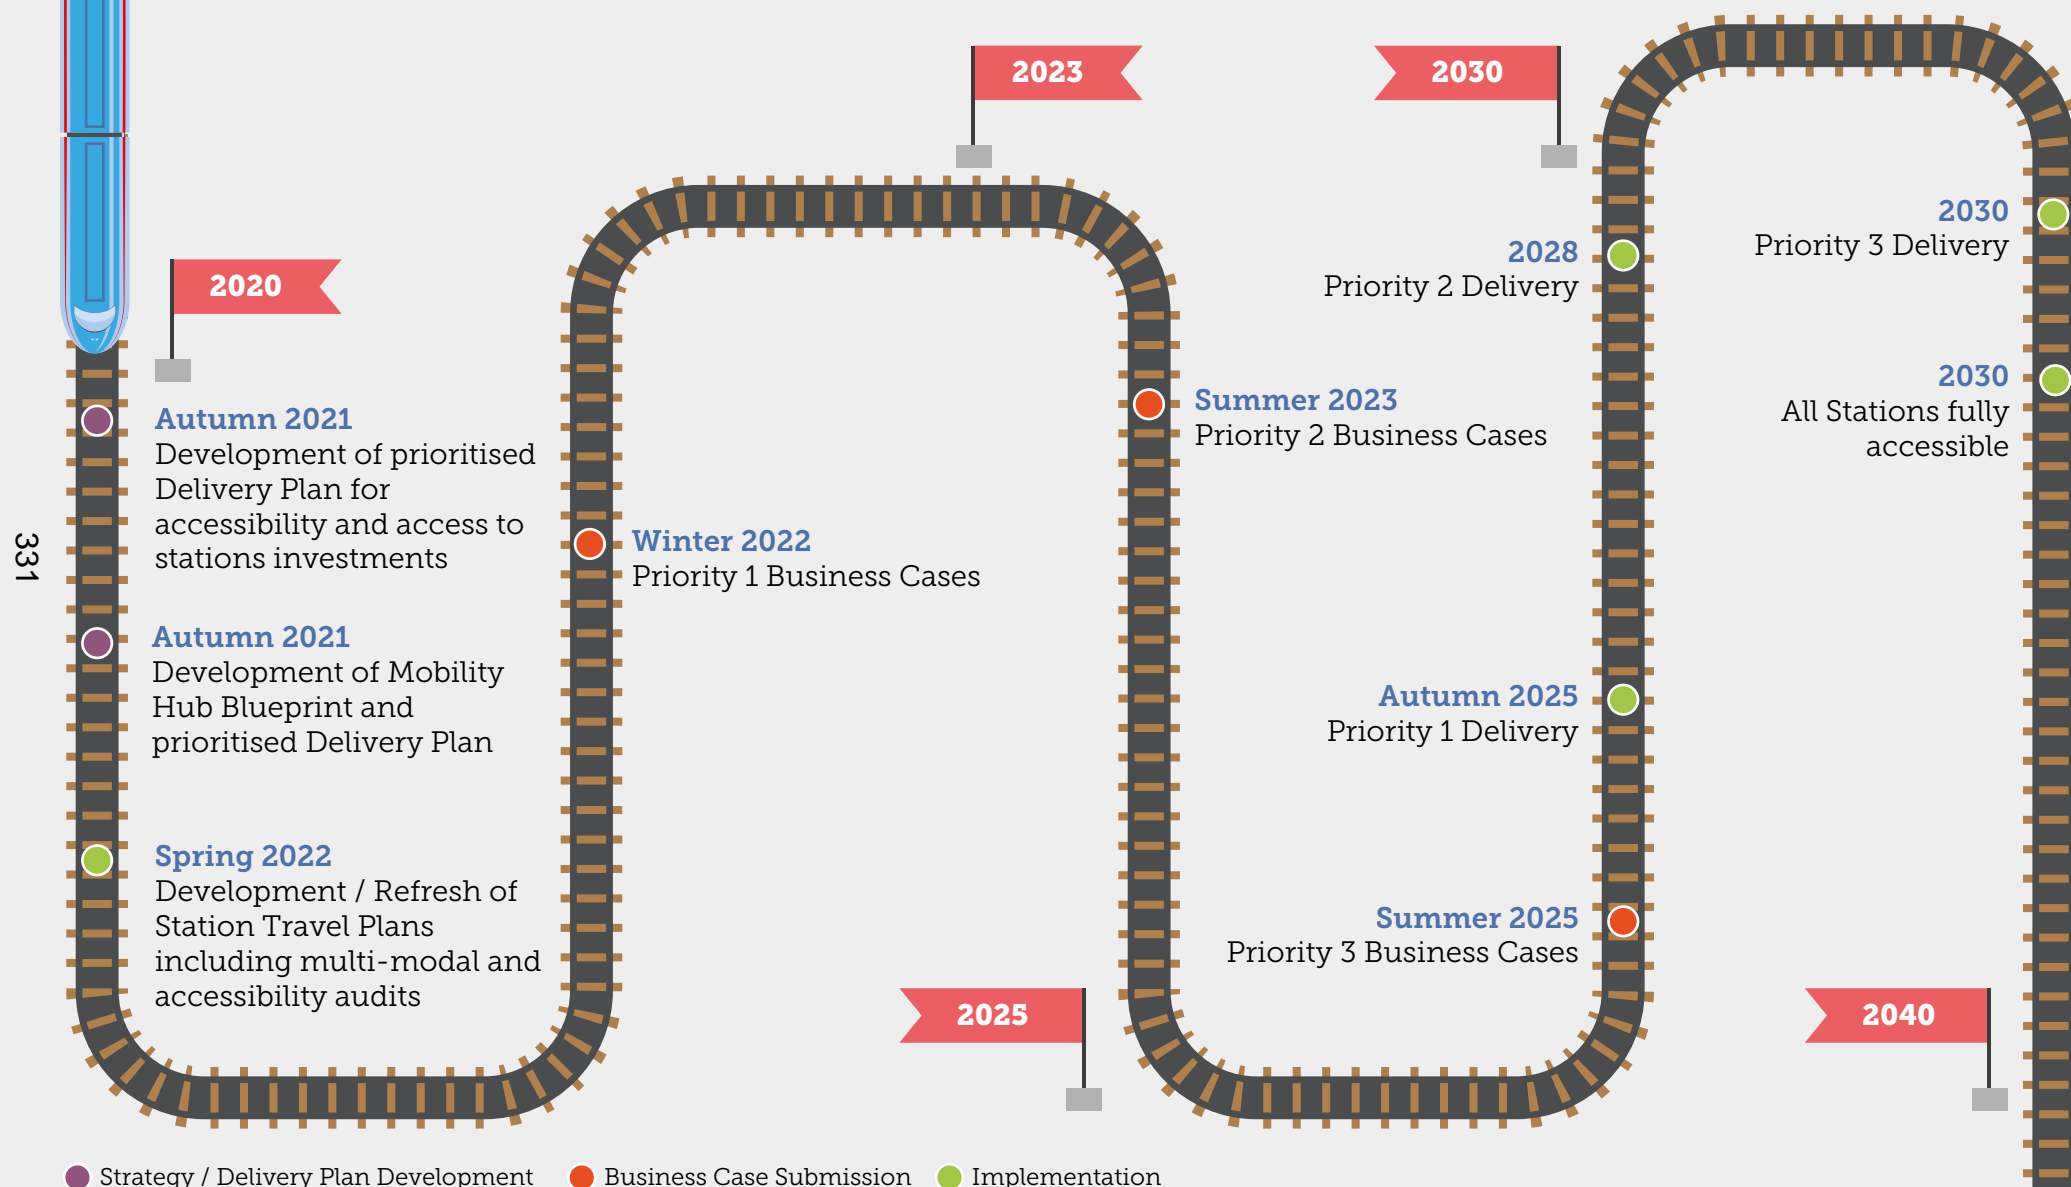 2020
Autumn 2021
Development of prioritised
Delivery Plan for
accessibility and access to
stations investments
Autumn 2021
Development of Mobility
Hub Blueprint and
prioritised Delivery Plan
Spring 2022
Development / Refresh of
Station Travel Plans
including multi-modal and
accessibility audits
Winter 2022
Priority 1 Business Cases
2023
Summer 2023
Priority 2 Business Cases
2025
Summer 2025
Priority 3 Business Cases
Autumn 2025
Priority 1 Delivery
2028
Priority 2 Delivery
2030
2030
Priority 3 Delivery
2030
All Stations fully
accessible
2040
Strategy / Delivery Plan Development
Business Case Submission
Implementation
331